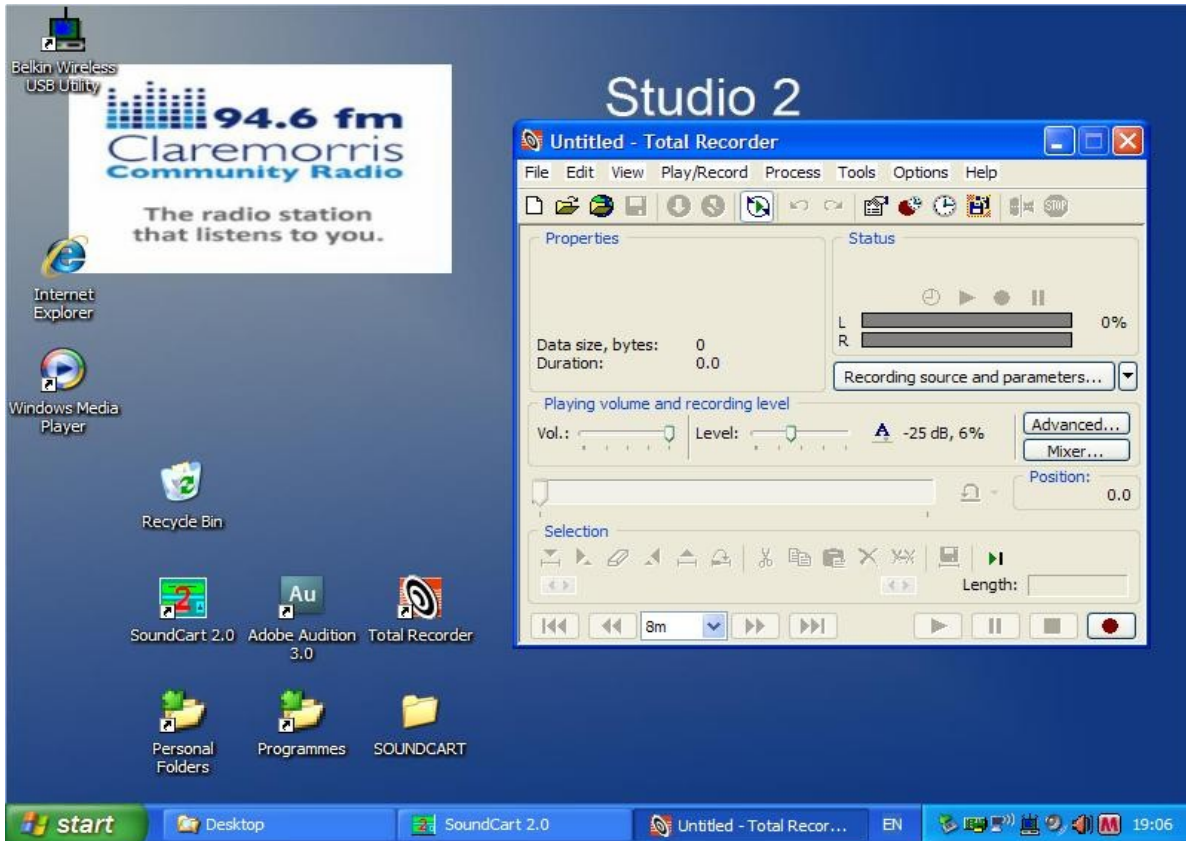 Belkin Wireless
USB Utility
94.6 fm
Claremorris
Community Radio
The radio station
that listens to you.
Studio 2
Internet
Explorer
Windows Media
Player
Recycle Bin
SoundCart 2.0
Au
Adobe Audition
3.0
Total Recorder
Personal
Folders
Programmes
SOUNDCART
Untitled - Total Recorder
File Edit View Play/Record Process Tools Options Help
STOP
Properties
Data size, bytes: 0
Duration: 0.0
Status
L
R
0%
Recording source and parameters...
Playing volume and recording level
Vol.: Level: A -25 dB, 6%
Advanced...
Mixer...
Position:
0.0
Selection
Length:
8m
start Desktop SoundCart 2.0 Untitled - Total Recor... EN 19:06